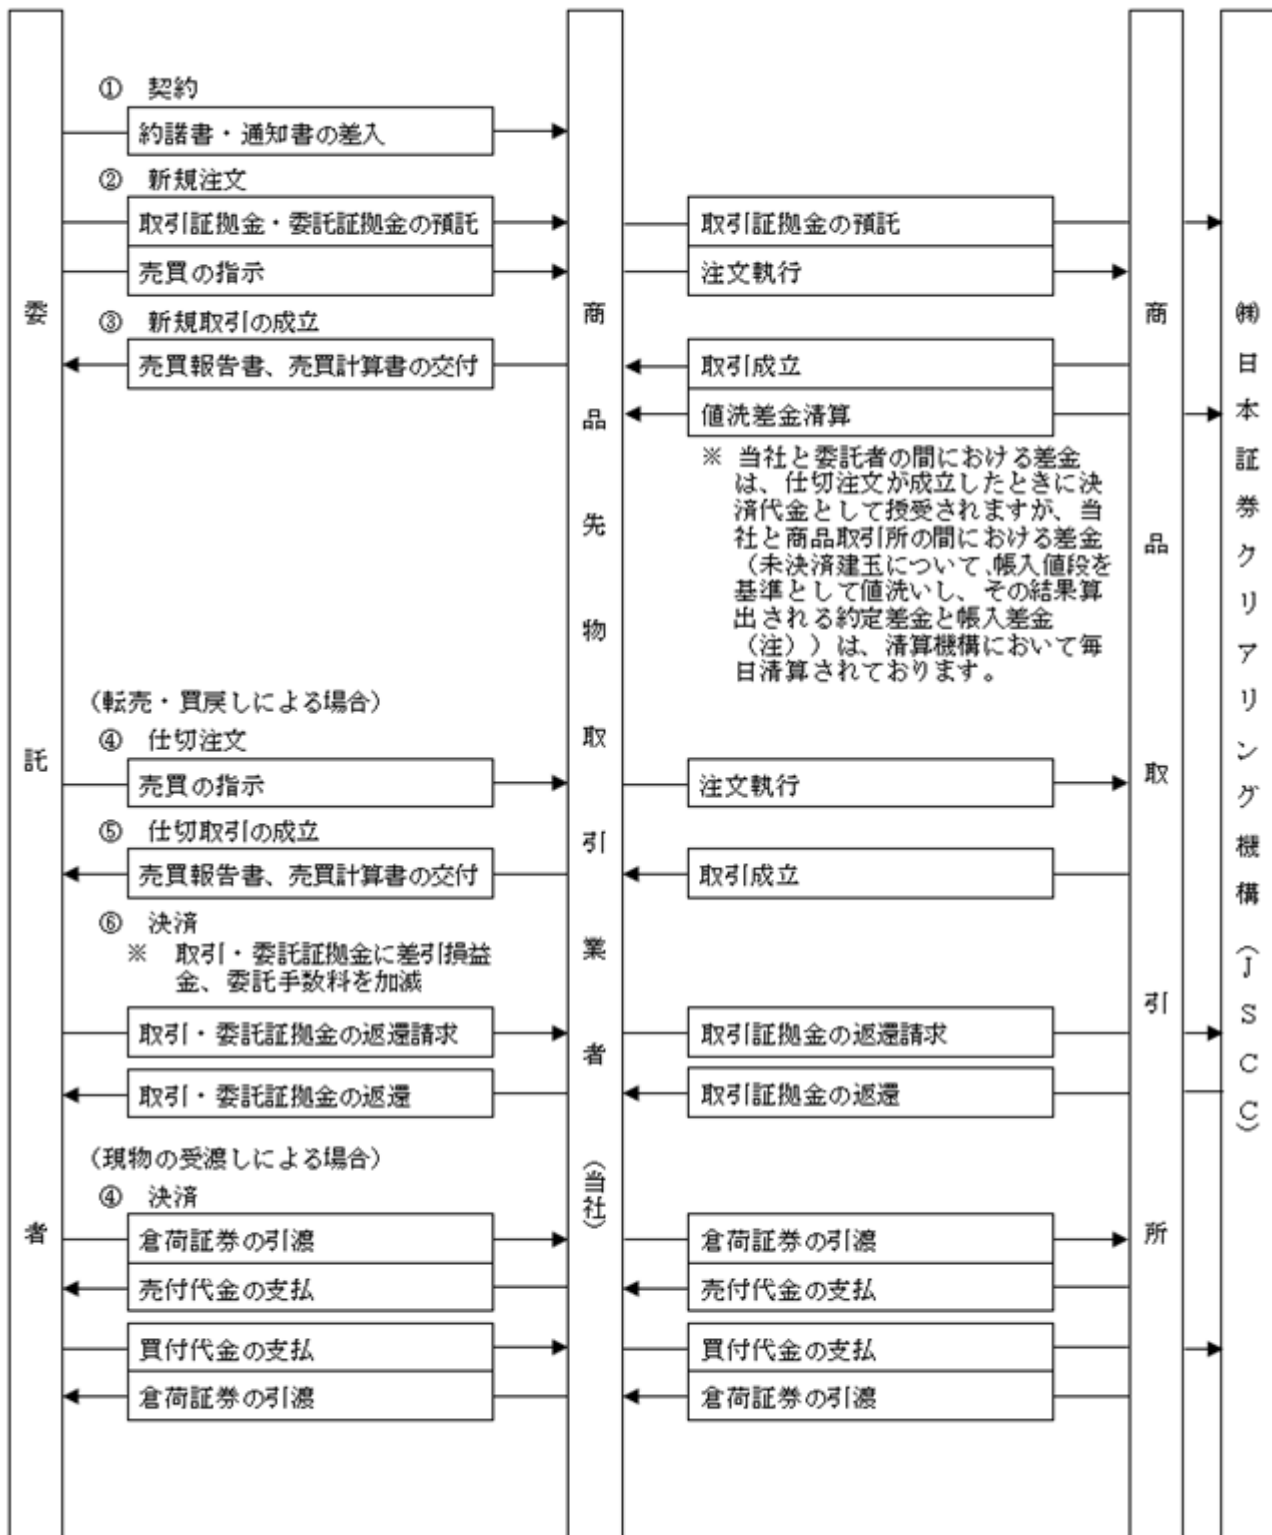 委託者
商品先物取引業者(当社)
商品取引所
㈱日本証券クリアリング機構(JSCC)
① 契約
約諾書・通知書の差入
② 新規注文
取引証拠金・委託証拠金の預託
取引証拠金の預託
売買の指示
注文執行
③ 新規取引の成立
売買報告書、売買計算書の交付
取引成立
値洗差金清算
※ 当社と委託者の間における差金
は、仕切注文が成立したときに決
済代金として授受されますが、当
社と商品取引所の間における差金
(未決済建玉について、帳入値段を
基準として値洗いし、その結果算
出される約定差金と帳入差金
(注))は、清算機構において毎
日清算されております。
(転売・買戻しによる場合)
④ 仕切注文
売買の指示
注文執行
⑤ 仕切取引の成立
売買報告書、売買計算書の交付
取引成立
⑥ 決済
※ 取引・委託証拠金に差引損益
金、委託手数料を加減
取引・委託証拠金の返還請求
取引証拠金の返還請求
取引・委託証拠金の返還
取引証拠金の返還
(現物の受渡しによる場合)
④ 決済
倉荷証券の引渡
倉荷証券の引渡
売付代金の支払
売付代金の支払
買付代金の支払
買付代金の支払
倉荷証券の引渡
倉荷証券の引渡